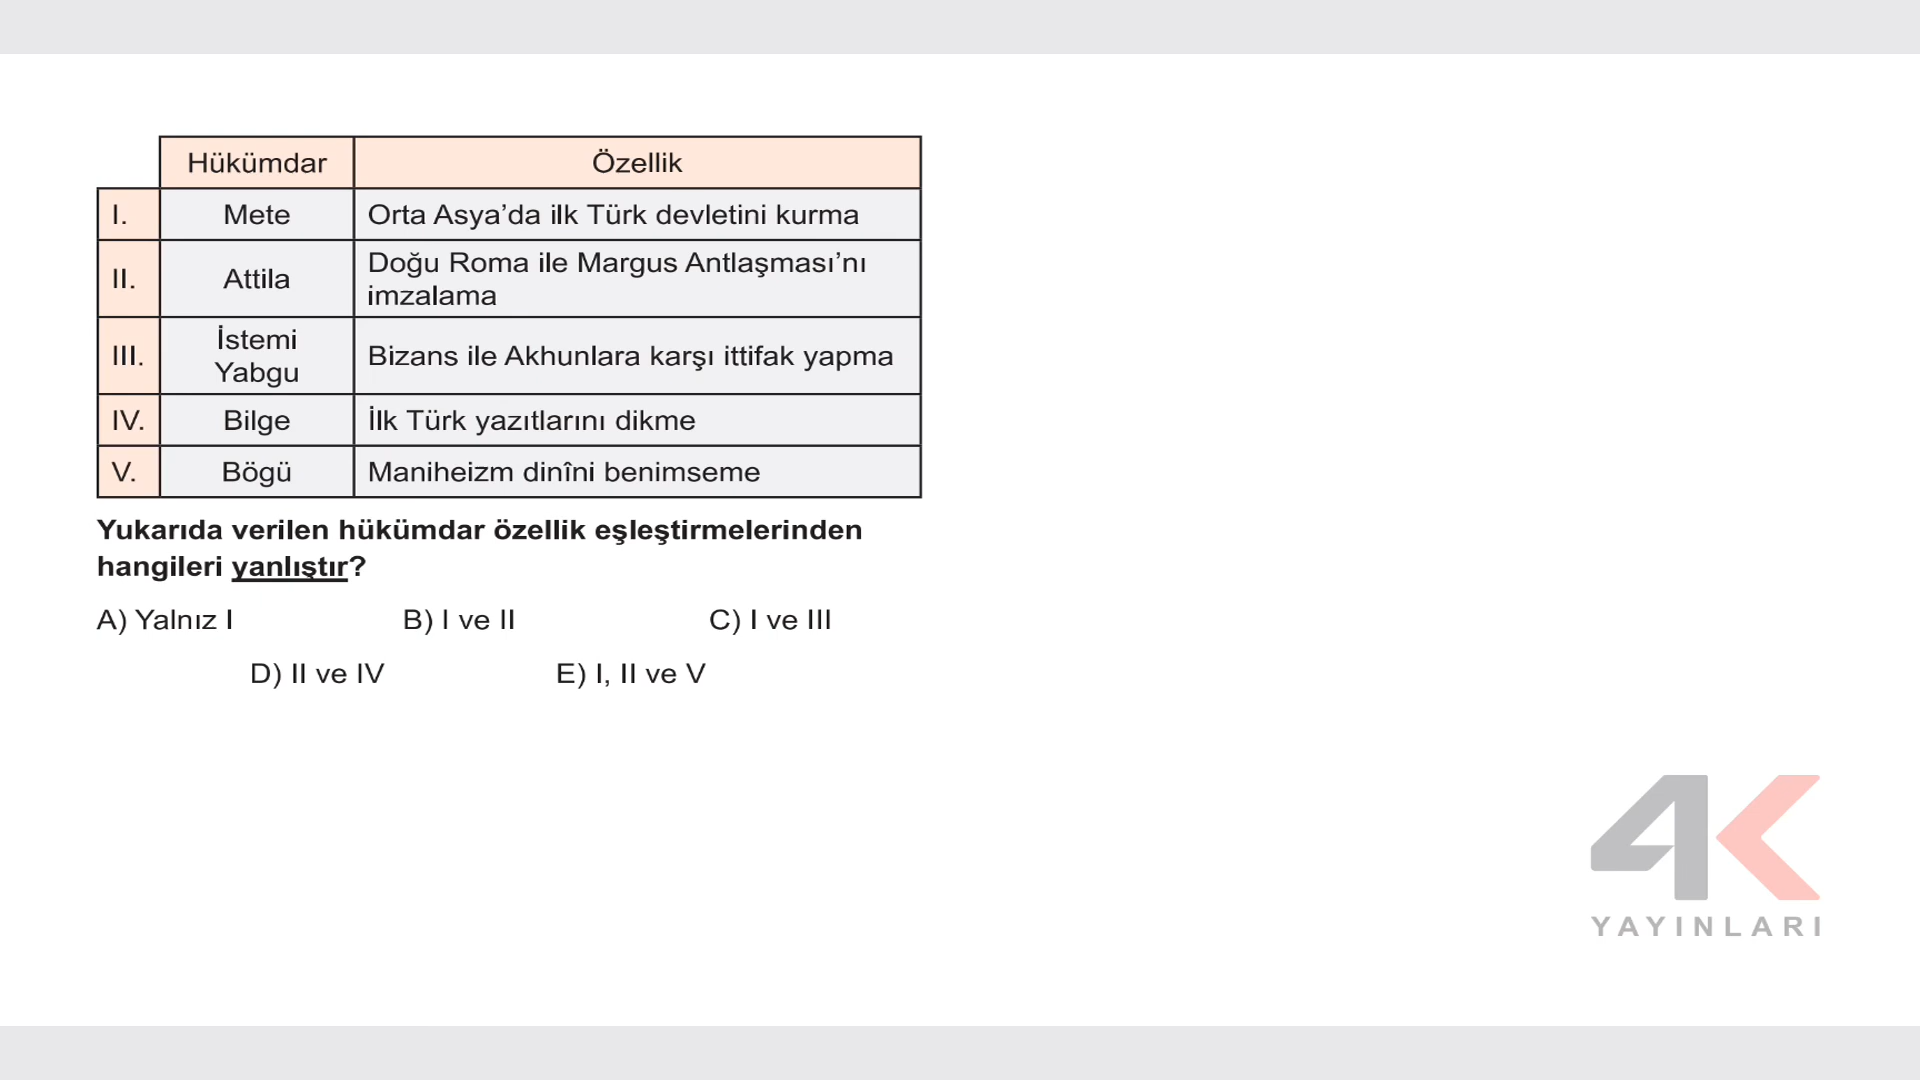 Hükümdar Özellik
I. Mete Orta Asya’da ilk Türk devletini kurma
II. Attila Doğu Roma ile Margus Antlaşması’nı
imzalama
III. İstemi
Yabgu Bizans ile Akhunlara karşı ittifak yapma
IV. Bilge İlk Türk yazıtlarını dikme
V. Bögü Maniheizm dinîni benimseme
Yukarıda verilen hükümdar özellik eşleştirmelerinden
hangileri yanlıştır?
A) Yalnız I B) I ve II C) I ve III
D) II ve IV E) I, II ve V
4K
YAYINLARI